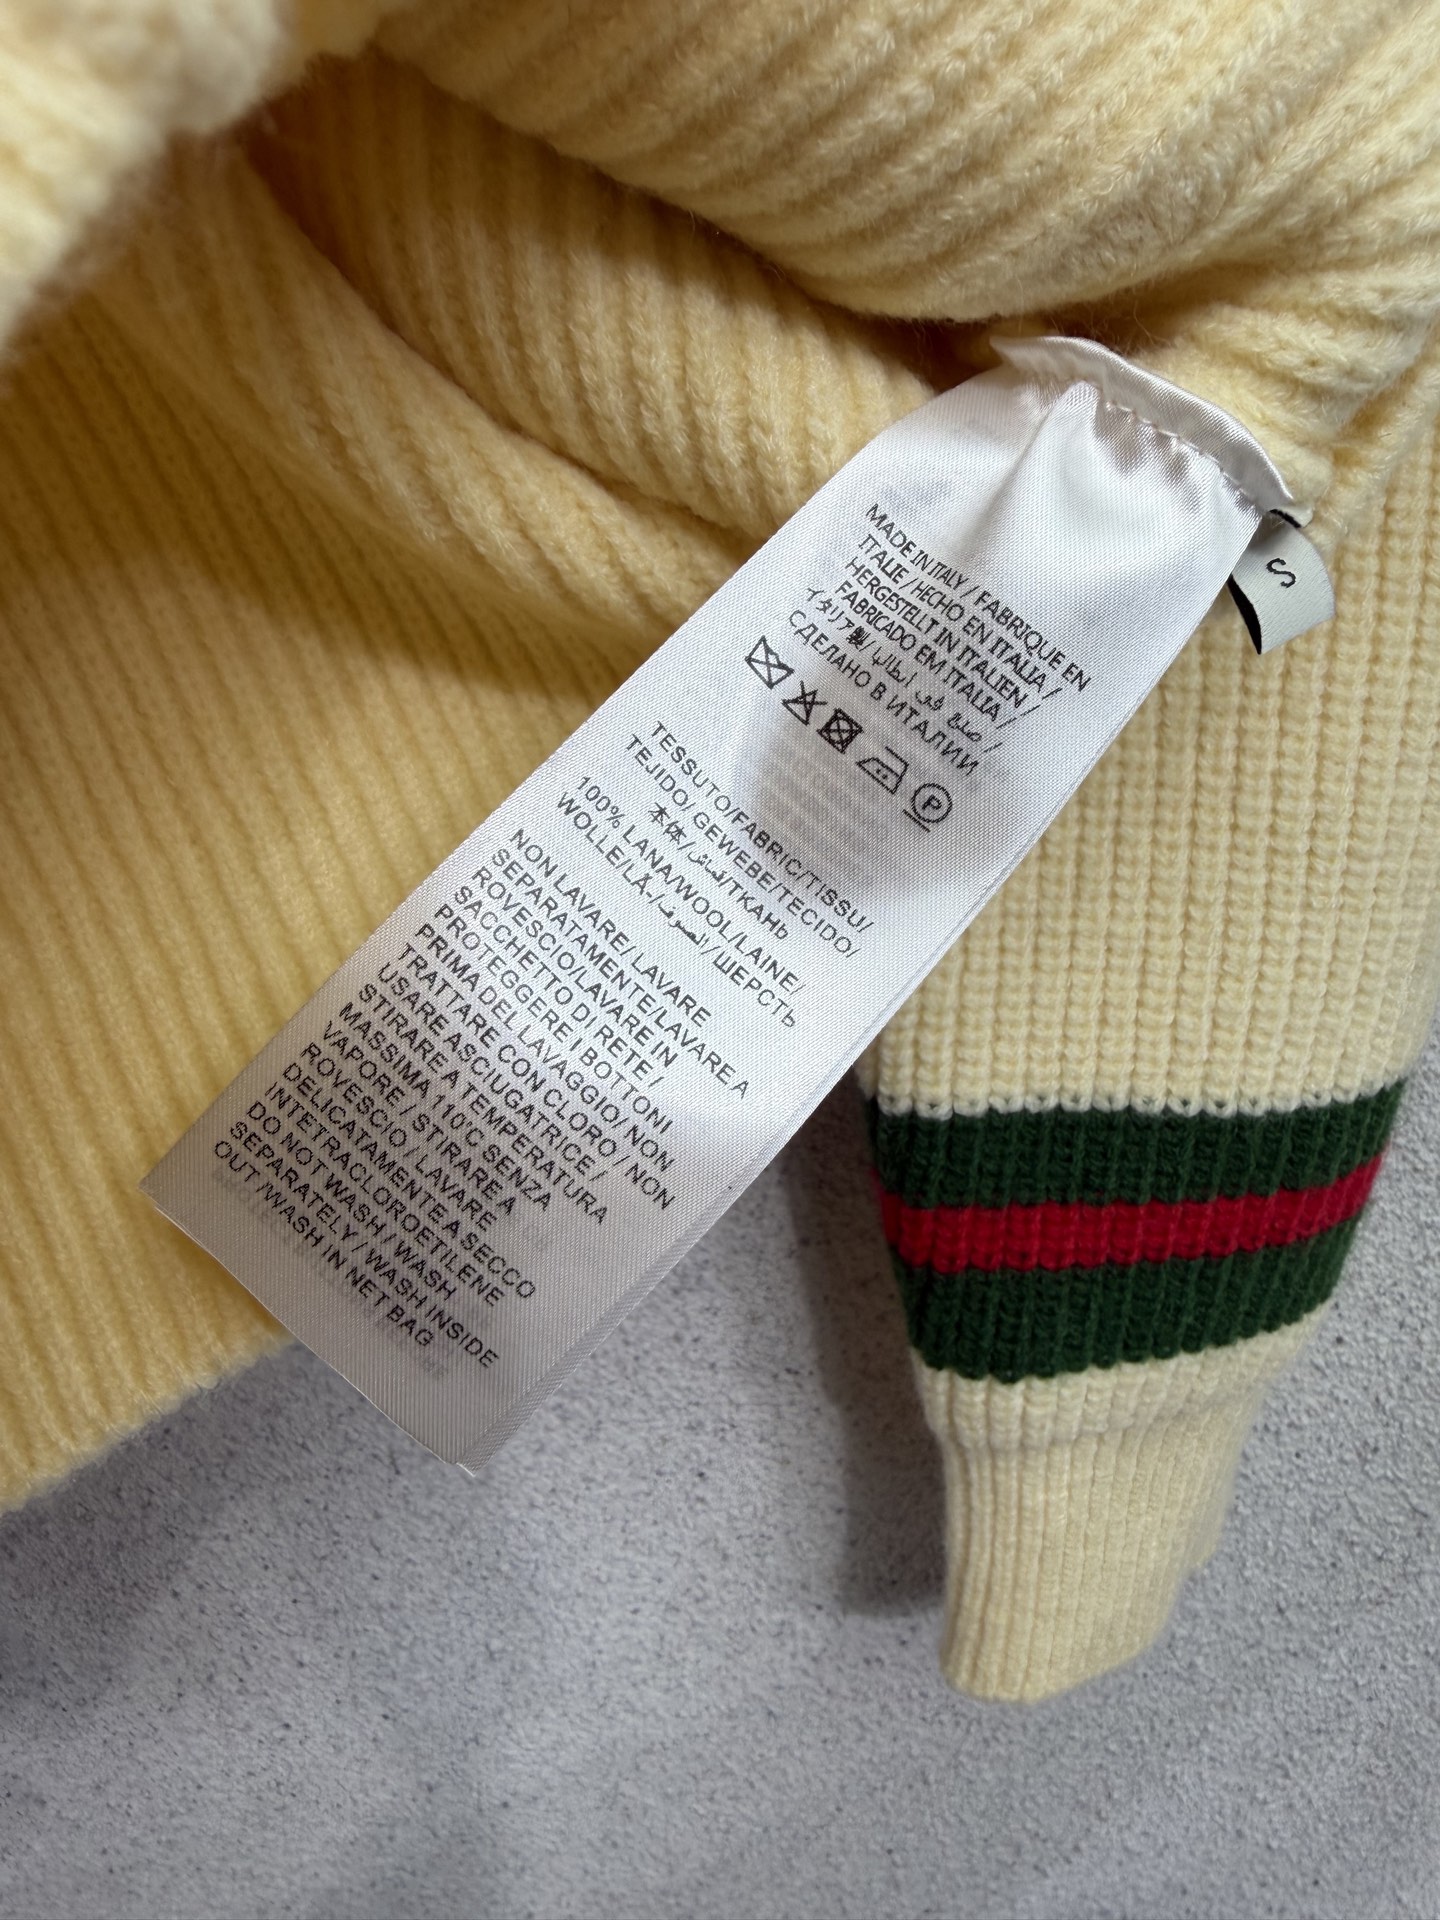 MADE IN ITALY / FABRIQUE EN
ITALIE / HECHO EN ITALIA /
HERGESTELLT IN ITALIEN /
FABRICADO EM ITALIA /
イタリア製/ صنع في ايطاليا /
СДЕЛАНО В ИТАЛИИ
P
S
TESSUTO/FABRIC/TISSU/
TEJIDO/ GEWEBE/TECIDO/
本体/قماش/ТКАНЬ
100% LANA/WOOL/LAINE/
WOLLE/LÃ-/الصوف/ШЕРСТЬ
NON LAVARE/ LAVARE
SEPARATAMENTE/LAVARE A
ROVESCIO/LAVARE IN
SACCHETTO DI RETE /
PROTEGGERE I BOTTONI
PRIMA DEL LAVAGGIO/ NON
TRATTARE CON CLORO / NON
USARE ASCIUGATRICE /
STIRARE A TEMPERATURA
MASSIMA 110°C SENZA
VAPORE / STIRARE A
ROVESCIO / LAVARE
DELICATAMENTE A SECCO
INTETRACLOROETILENE
DO NOT WASH / WASH
SEPARATELY / WASH INSIDE
OUT /WASH IN NET BAG